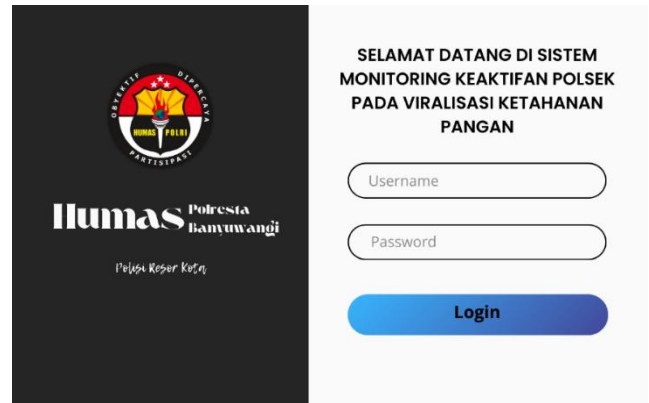 OBYEKTIF DIPERCAYA
HUMAS POLRI
PARTISIPASI
Humas Polresta
Banyuwangi
Polisi Resor Kota
SELAMAT DATANG DI SISTEM
MONITORING KEAKTIFAN POLSEK
PADA VIRALISASI KETAHANAN
PANGAN
Username
Password
Login